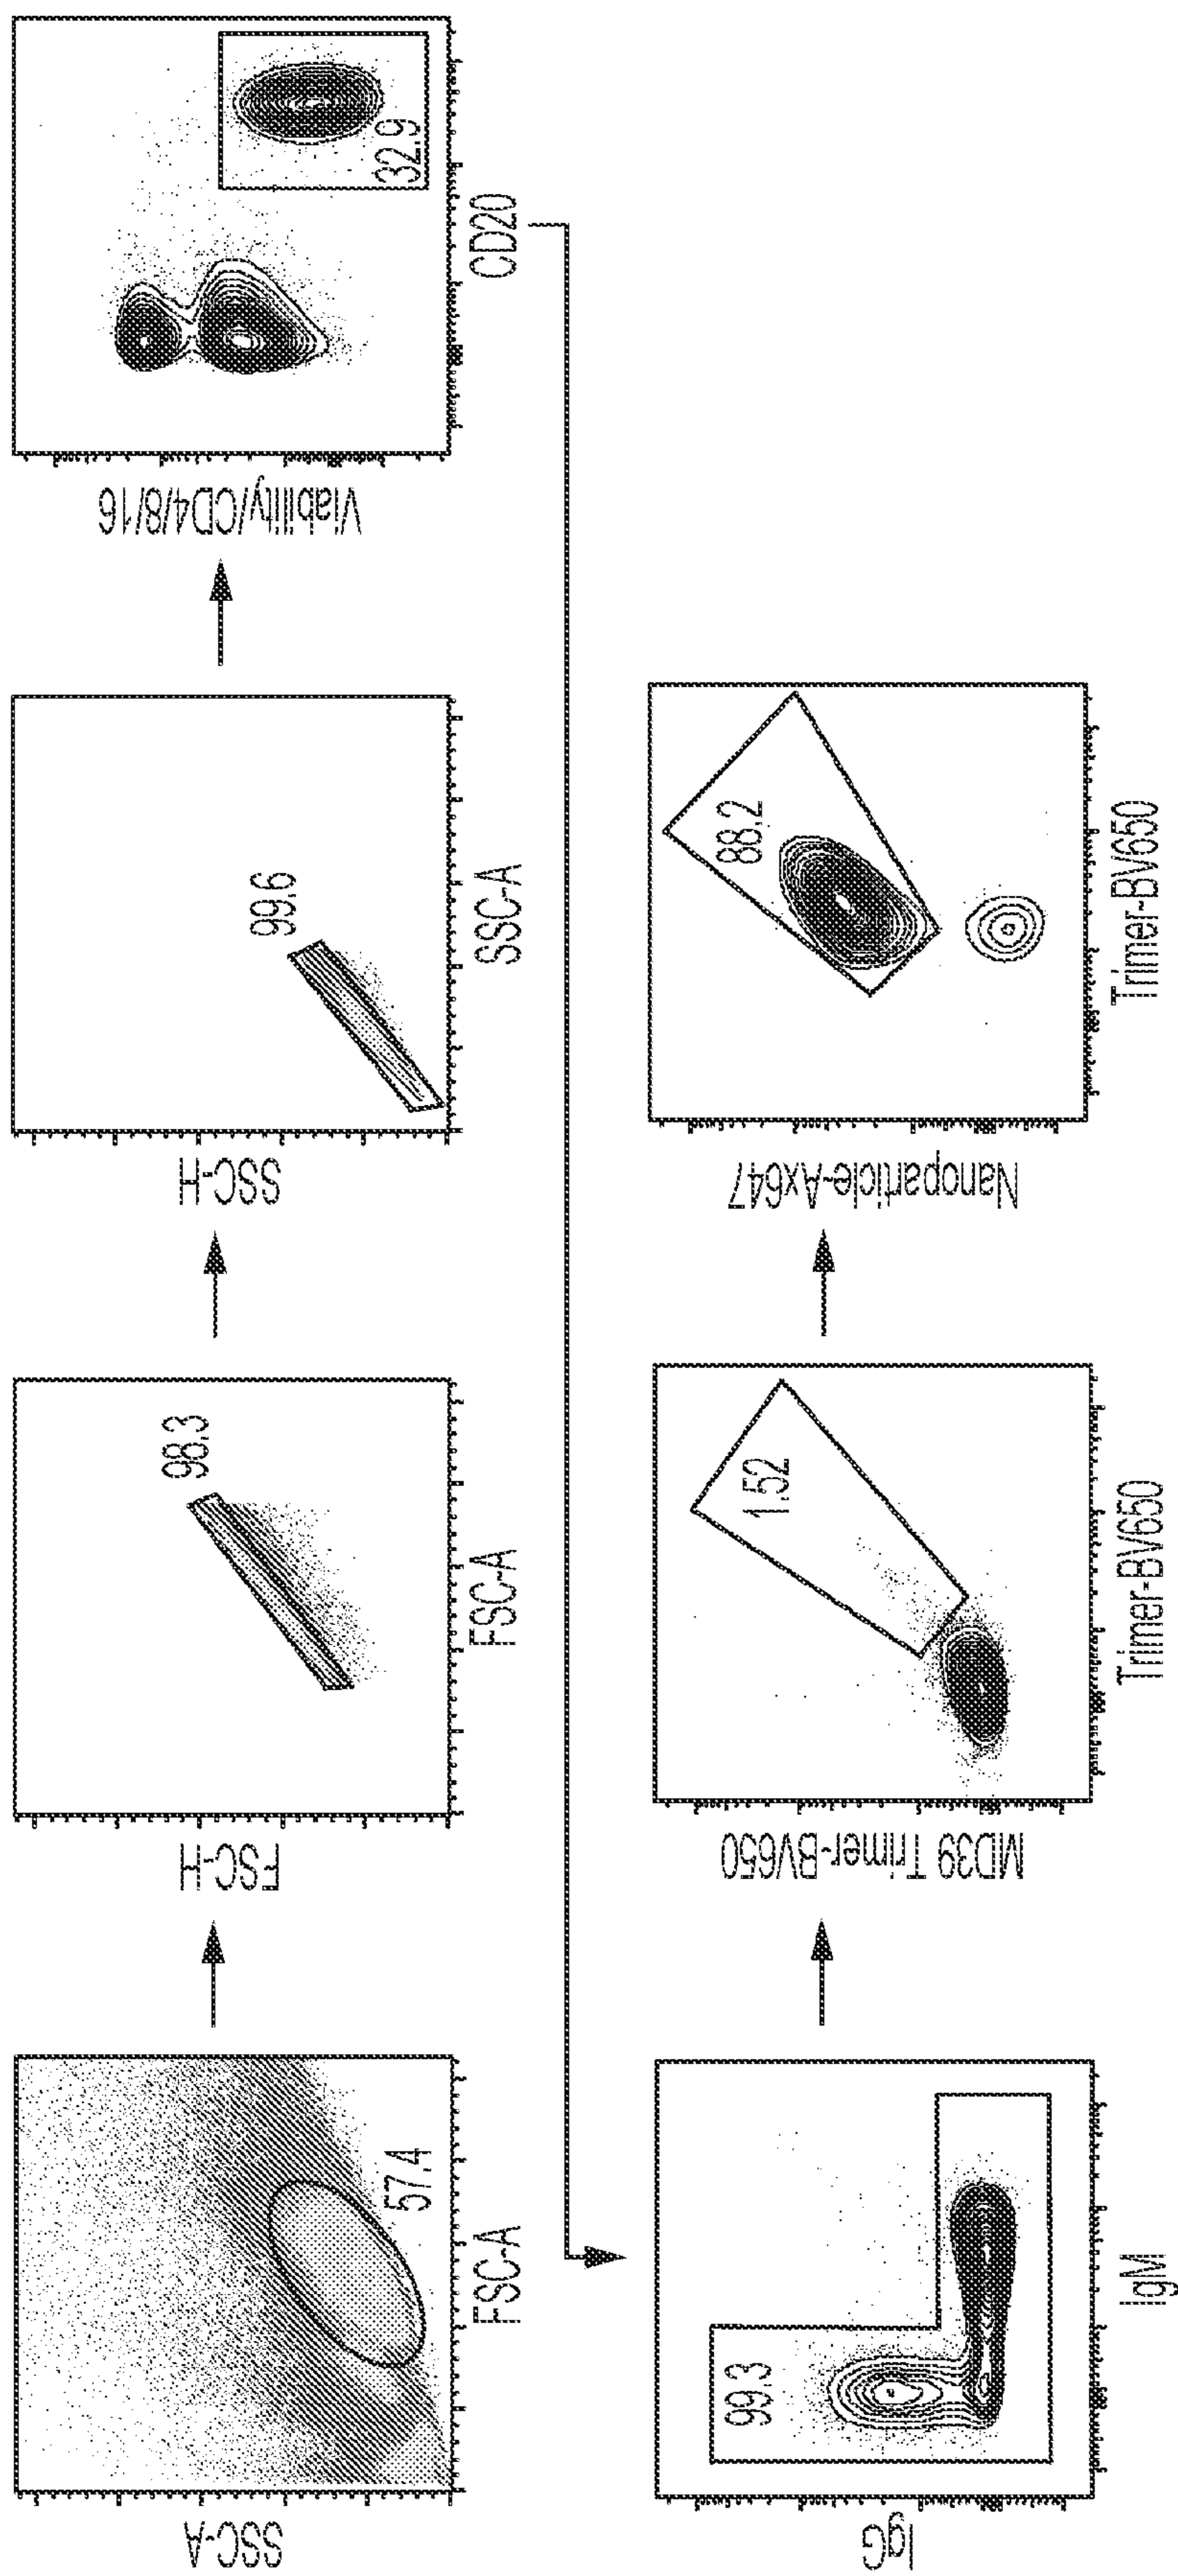 SSC-A
57.4
FSC-A
FSC-H
98.3
FSC-A
SSC-H
99.6
SSC-A
Viability/CD4/8/16
32.9
CD20
IgG
99.3
IgM
MD39 Trimer-BV650
1.52
Trimer-BV650
Nanoparticle-Ax647
88.2
Trimer-BV650